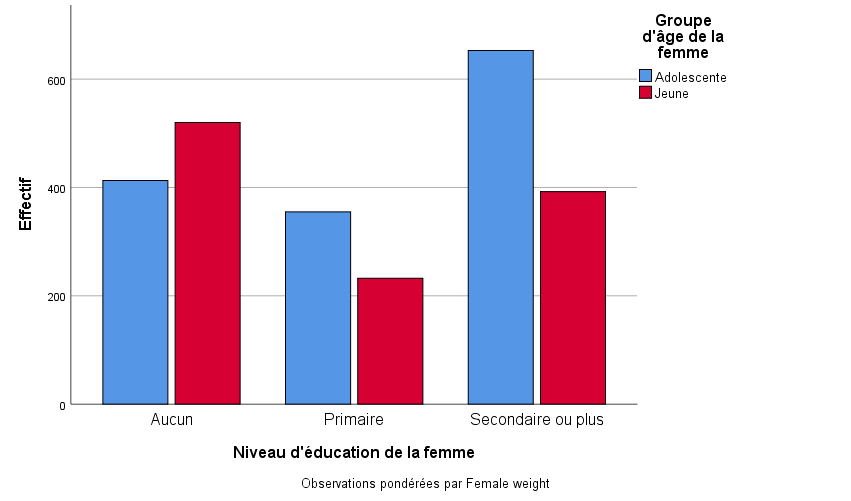 Groupe
d'âge de la
femme
Adolescente
Jeune
Effectif
600
400
200
0
Aucun
Primaire
Secondaire ou plus
Niveau d'éducation de la femme
Observations pondérées par Female weight